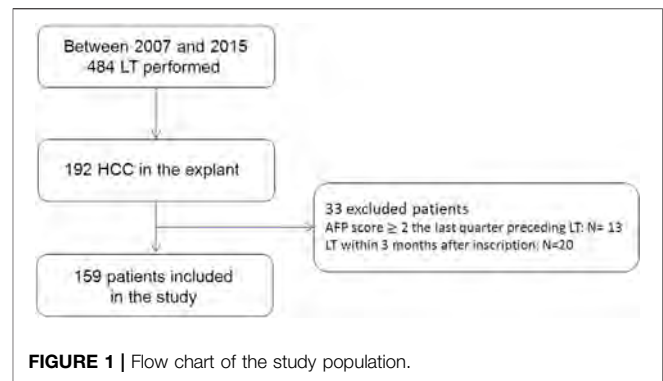 Between 2007 and 2015
484 LT performed
192 HCC in the explant
33 excluded patients
AFP score ≥ 2 the last quarter preceding LT: N= 13
LT within 3 months after inscription: N=20
159 patients included
in the study
FIGURE 1 | Flow chart of the study population.